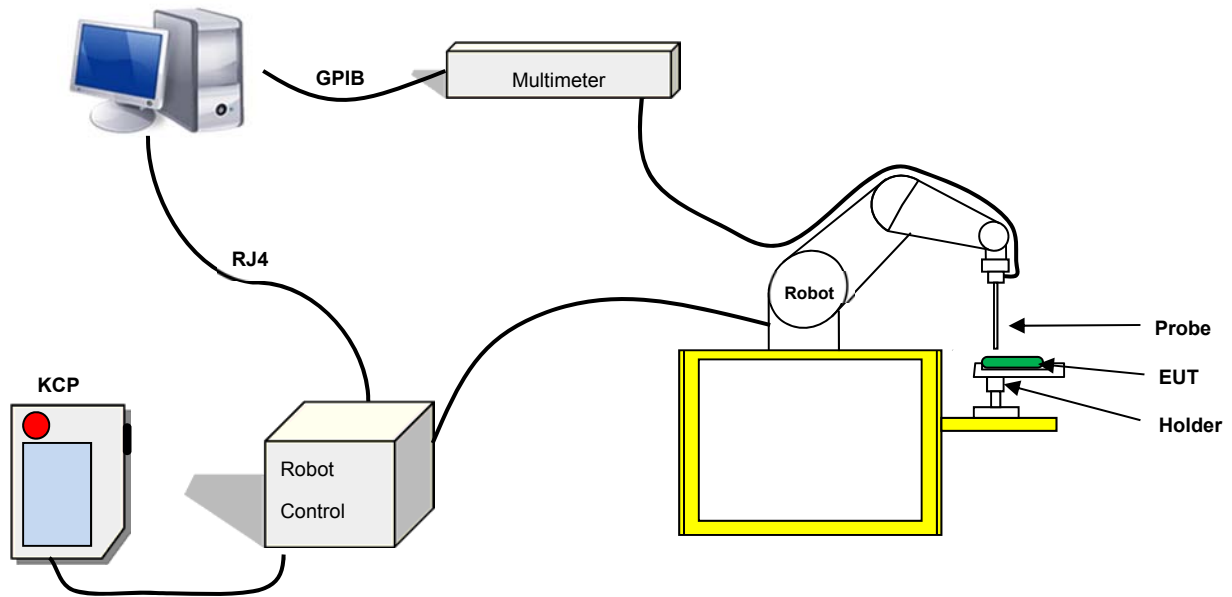 GPIB
Multimeter
RJ4
Robot
Probe
EUT
Holder
KCP
Robot
Control